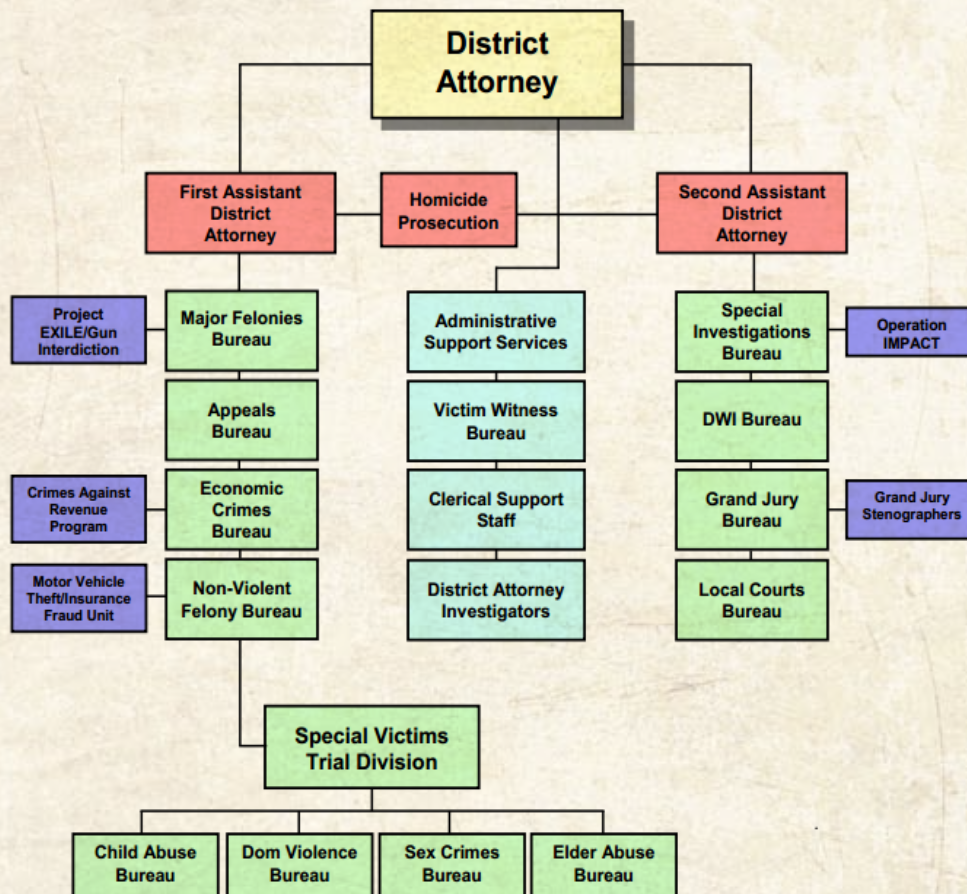 District
Attorney
First Assistant
District
Attorney
Homicide
Prosecution
Second Assistant
District
Attorney
Project
EXILE/Gun
Interdiction
Major Felonies
Bureau
Administrative
Support Services
Special
Investigations
Bureau
Operation
IMPACT
Appeals
Bureau
Victim Witness
Bureau
DWI Bureau
Crimes Against
Revenue
Program
Economic
Crimes
Bureau
Clerical Support
Staff
Grand Jury
Bureau
Grand Jury
Stenographers
Motor Vehicle
Theft/Insurance
Fraud Unit
Non-Violent
Felony Bureau
District Attorney
Investigators
Local Courts
Bureau
Special Victims
Trial Division
Child Abuse
Bureau
Dom Violence
Bureau
Sex Crimes
Bureau
Elder Abuse
Bureau